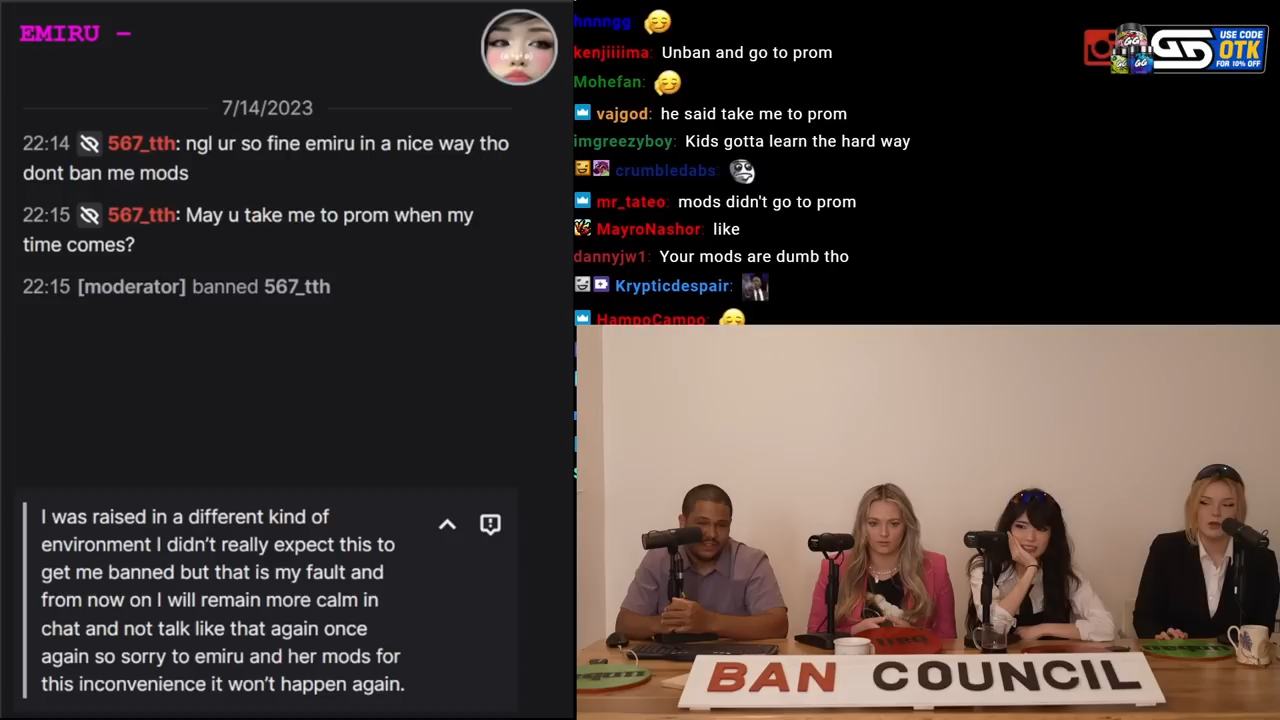 EMIRU –
7/14/2023
22:14 567_tth: ngl ur so fine emiru in a nice way tho
dont ban me mods
22:15 567_tth: May u take me to prom when my
time comes?
22:15 [moderator] banned 567_tth
I was raised in a different kind of
environment I didn't really expect this to
get me banned but that is my fault and
from now on I will remain more calm in
chat and not talk like that again once
again so sorry to emiru and her mods for
this inconvenience it won't happen again.
hnnngg
kenjiiiima: Unban and go to prom
Mohefan:
vajgod: he said take me to prom
imgreezyboy: Kids gotta learn the hard way
crumbledabs:
mr_tateo: mods didn't go to prom
MayroNashor: like
dannyjw1: Your mods are dumb tho
Krypticdespair:
HampoCampo:
GG
USE CODE
OTK
FOR 10% OFF
BAN COUNCIL